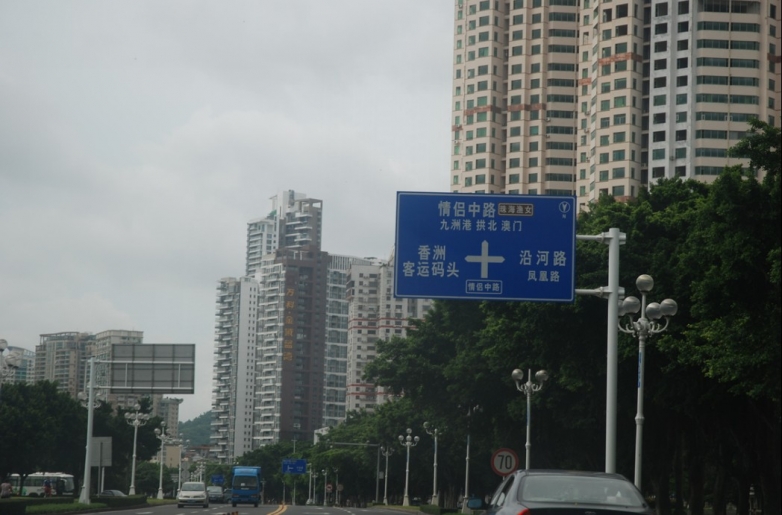 情侣中路 珠海渔女
九洲港 拱北 澳门
香洲
客运码头
沿河路
凤凰路
情侣中路
70